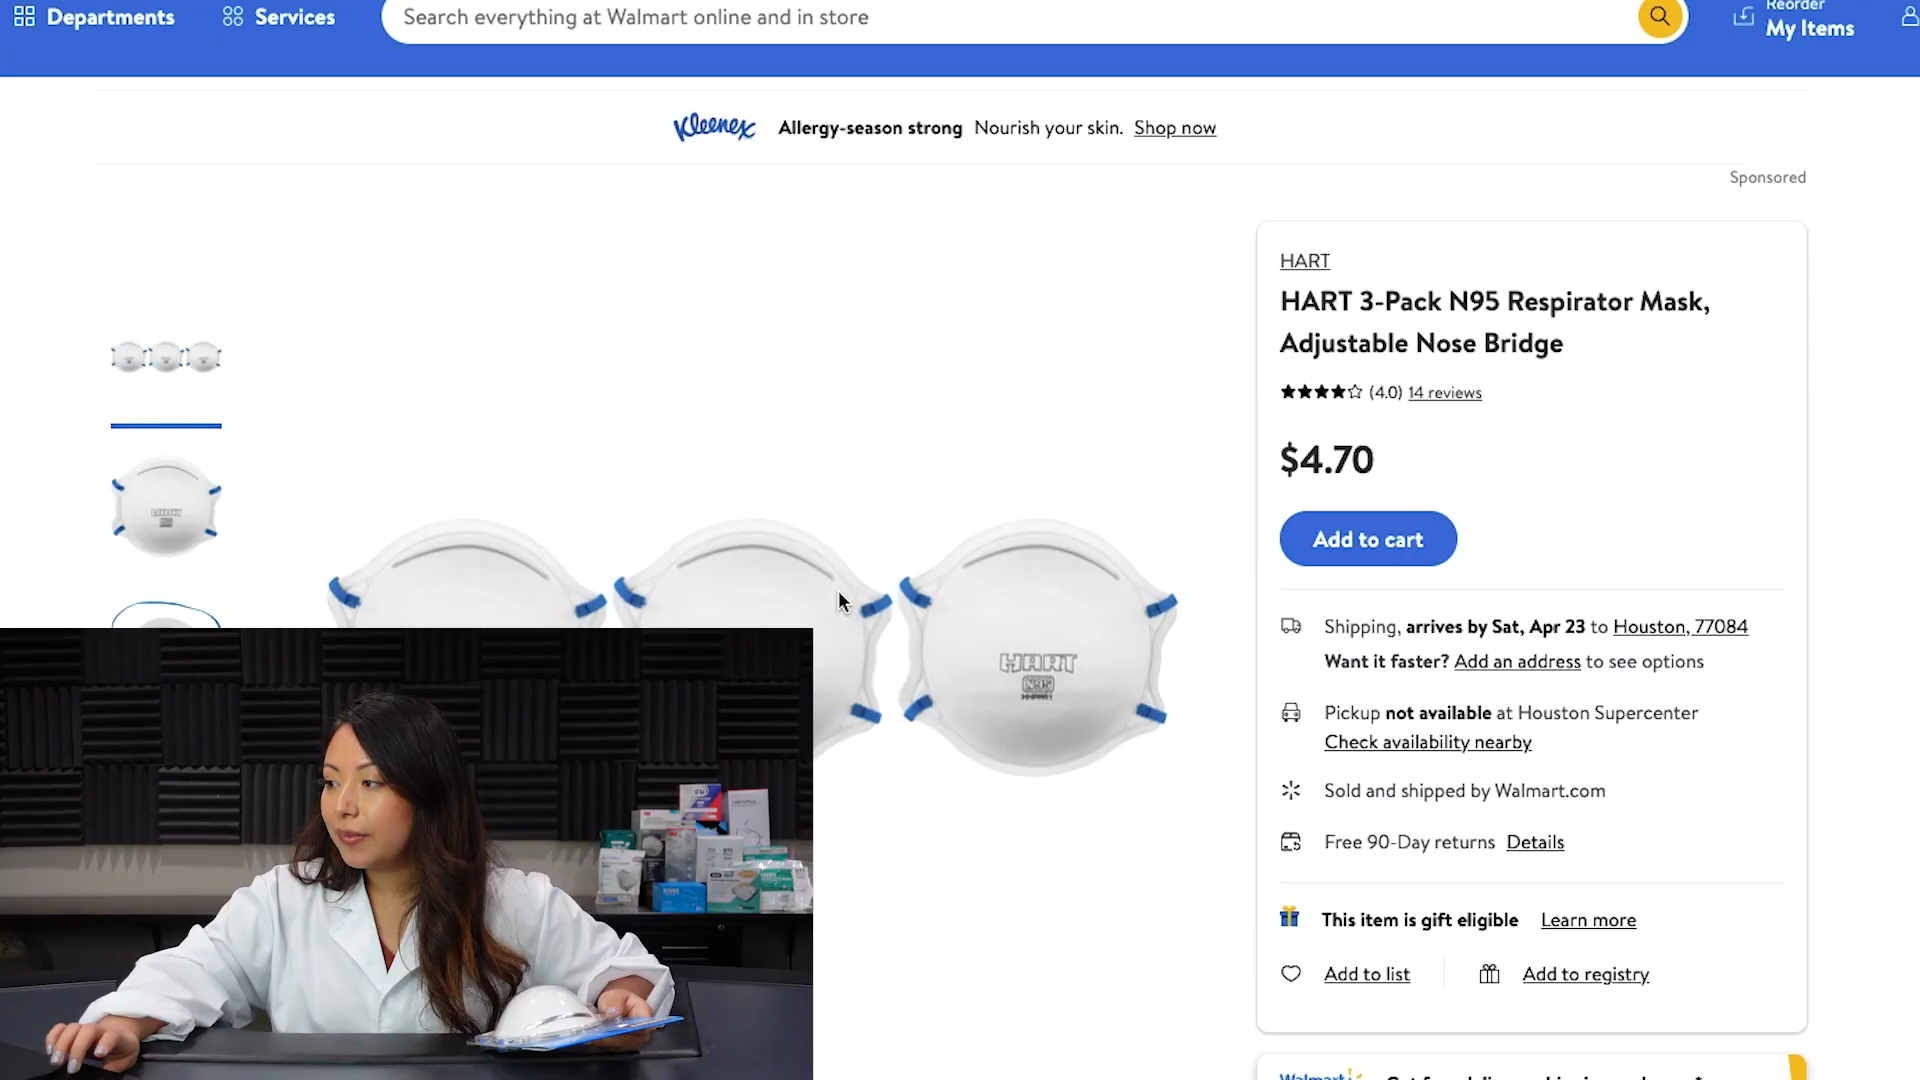 Departments
Services
Search everything at Walmart online and in store
Reorder
My Items
Kleenex Allergy-season strong Nourish your skin. Shop now
Sponsored
HART
HART 3-Pack N95 Respirator Mask,
Adjustable Nose Bridge
(4.0) 14 reviews
$4.70
Add to cart
Shipping, arrives by Sat, Apr 23 to Houston, 77084
Want it faster? Add an address to see options
Pickup not available at Houston Supercenter
Check availability nearby
Sold and shipped by Walmart.com
Free 90-Day returns Details
This item is gift eligible Learn more
Add to list
Add to registry
HART
N95